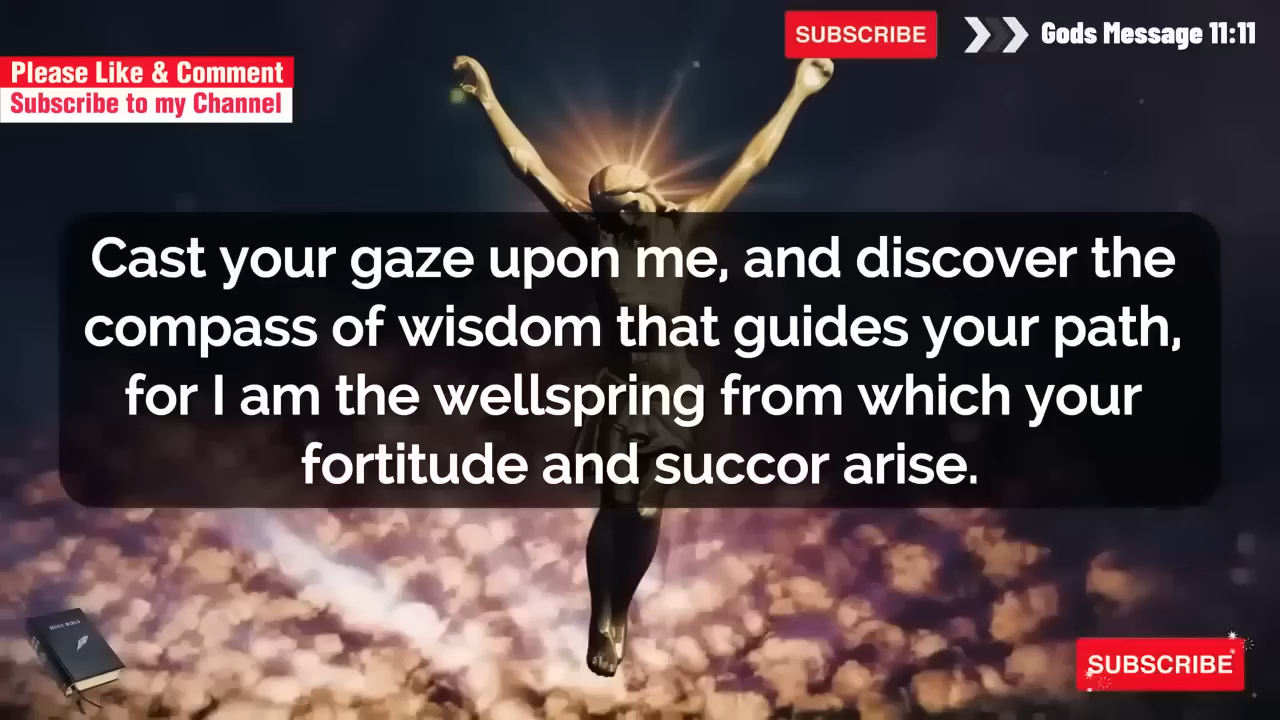 SUBSCRIBE
Gods Message 11:11
Please Like & Comment
Subscribe to my Channel
Cast your gaze upon me, and discover the
compass of wisdom that guides your path,
for I am the wellspring from which your
fortitude and succor arise.
HOLY BIBLE
SUBSCRIBE